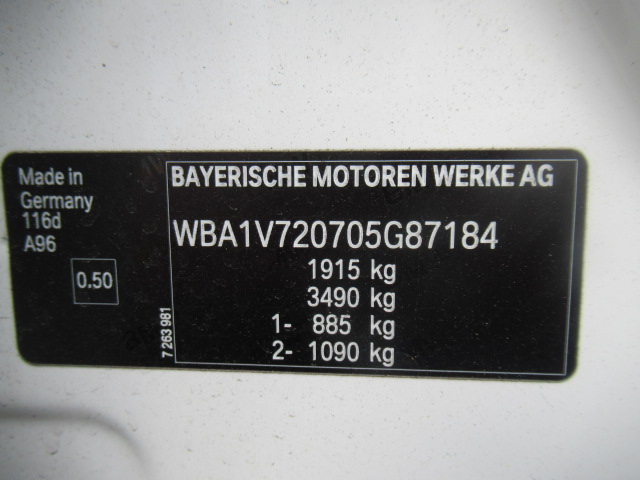 Made in
Germany
116d
A96
0.50
7 263 981
BAYERISCHE MOTOREN WERKE AG
WBA1V720705G87184
1915 kg
3490 kg
1- 885 kg
2- 1090 kg